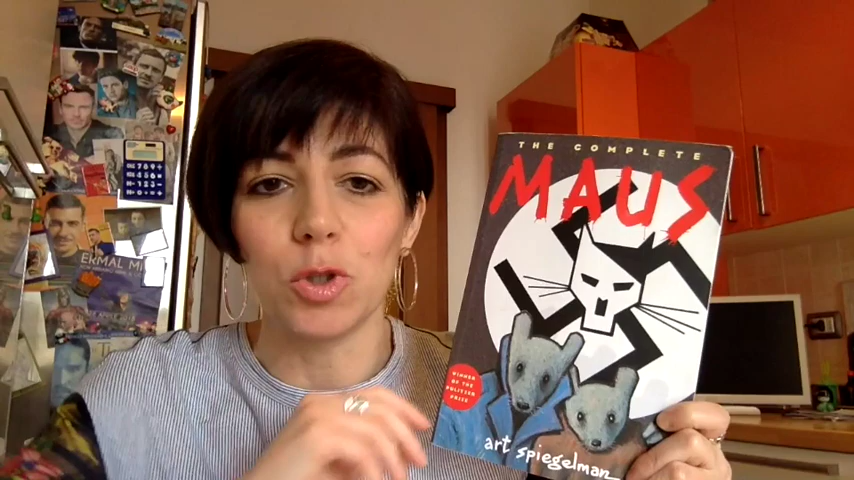 THE COMPLETE
MAUS
WINNER
OF THE
PULITZER
PRIZE
art spiegelman
ERMAL M